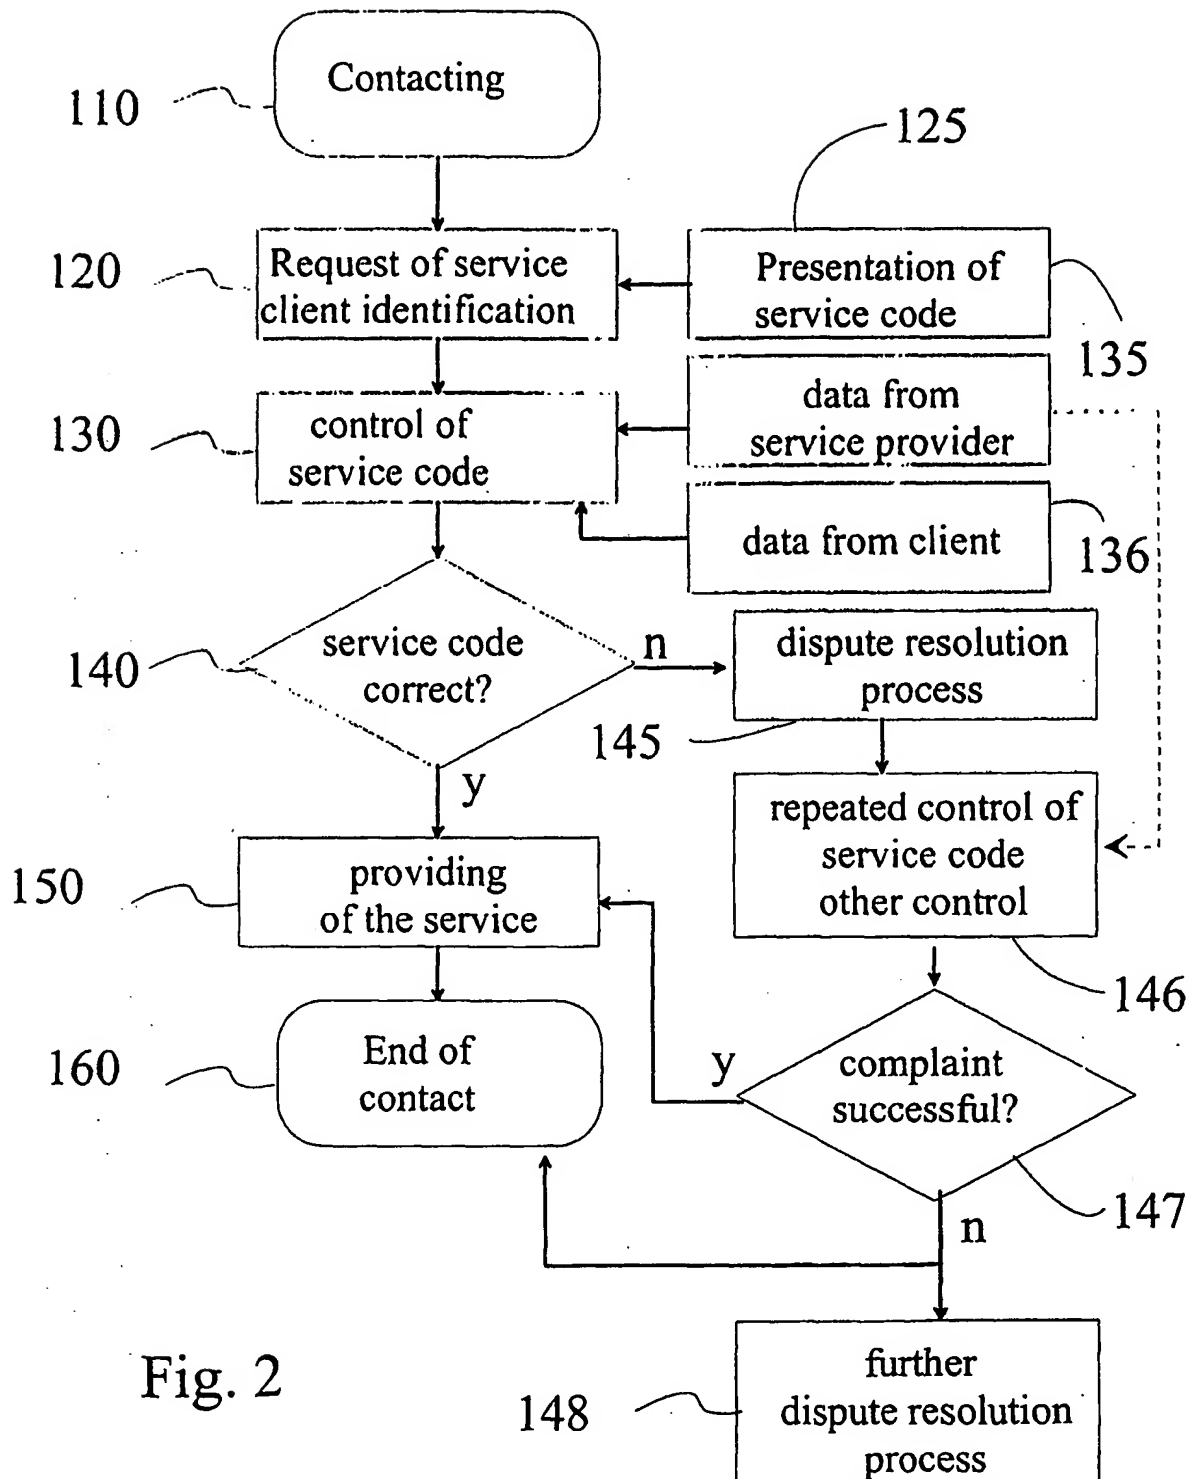 Contacting
110
125
120
Request of service
client identification
Presentation of
service code
135
130
control of
service code
data from
service provider
data from client
136
140
service code
correct?
n
dispute resolution
process
145
y
repeated control of
service code
other control
150
providing
of the service
146
160
End of
contact
y
complaint
successful?
147
n
Fig. 2
148
further
dispute resolution
process